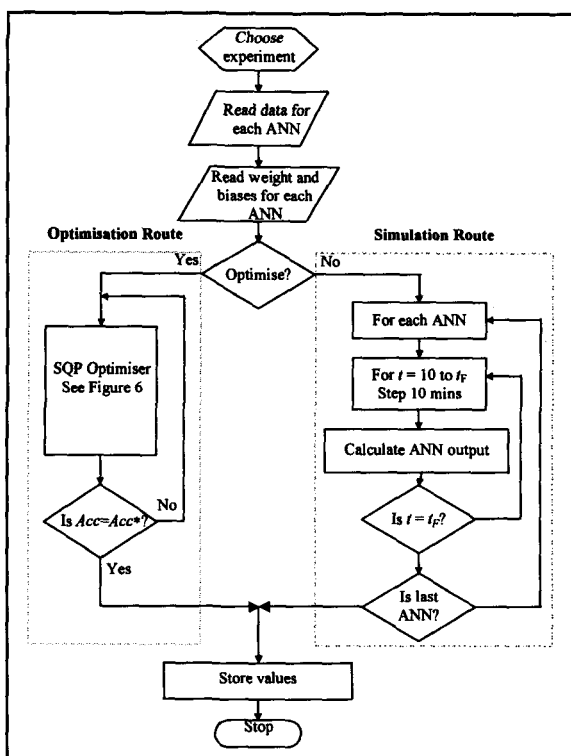 Choose
experiment
Read data for
each ANN
Read weight and
biases for each
ANN
Optimisation Route
Simulation Route
Yes
Optimise?
No
SQP Optimiser
See Figure 6
Is Acc=Acc*?
No
Yes
For each ANN
For t = 10 to tF
Step 10 mins
Calculate ANN output
Is t = tF?
Is last
ANN?
Store values
Stop